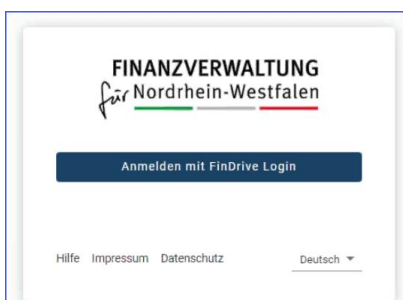 FINANZVERWALTUNG
für Nordrhein-Westfalen
Anmelden mit FinDrive Login
Hilfe Impressum Datenschutz Deutsch